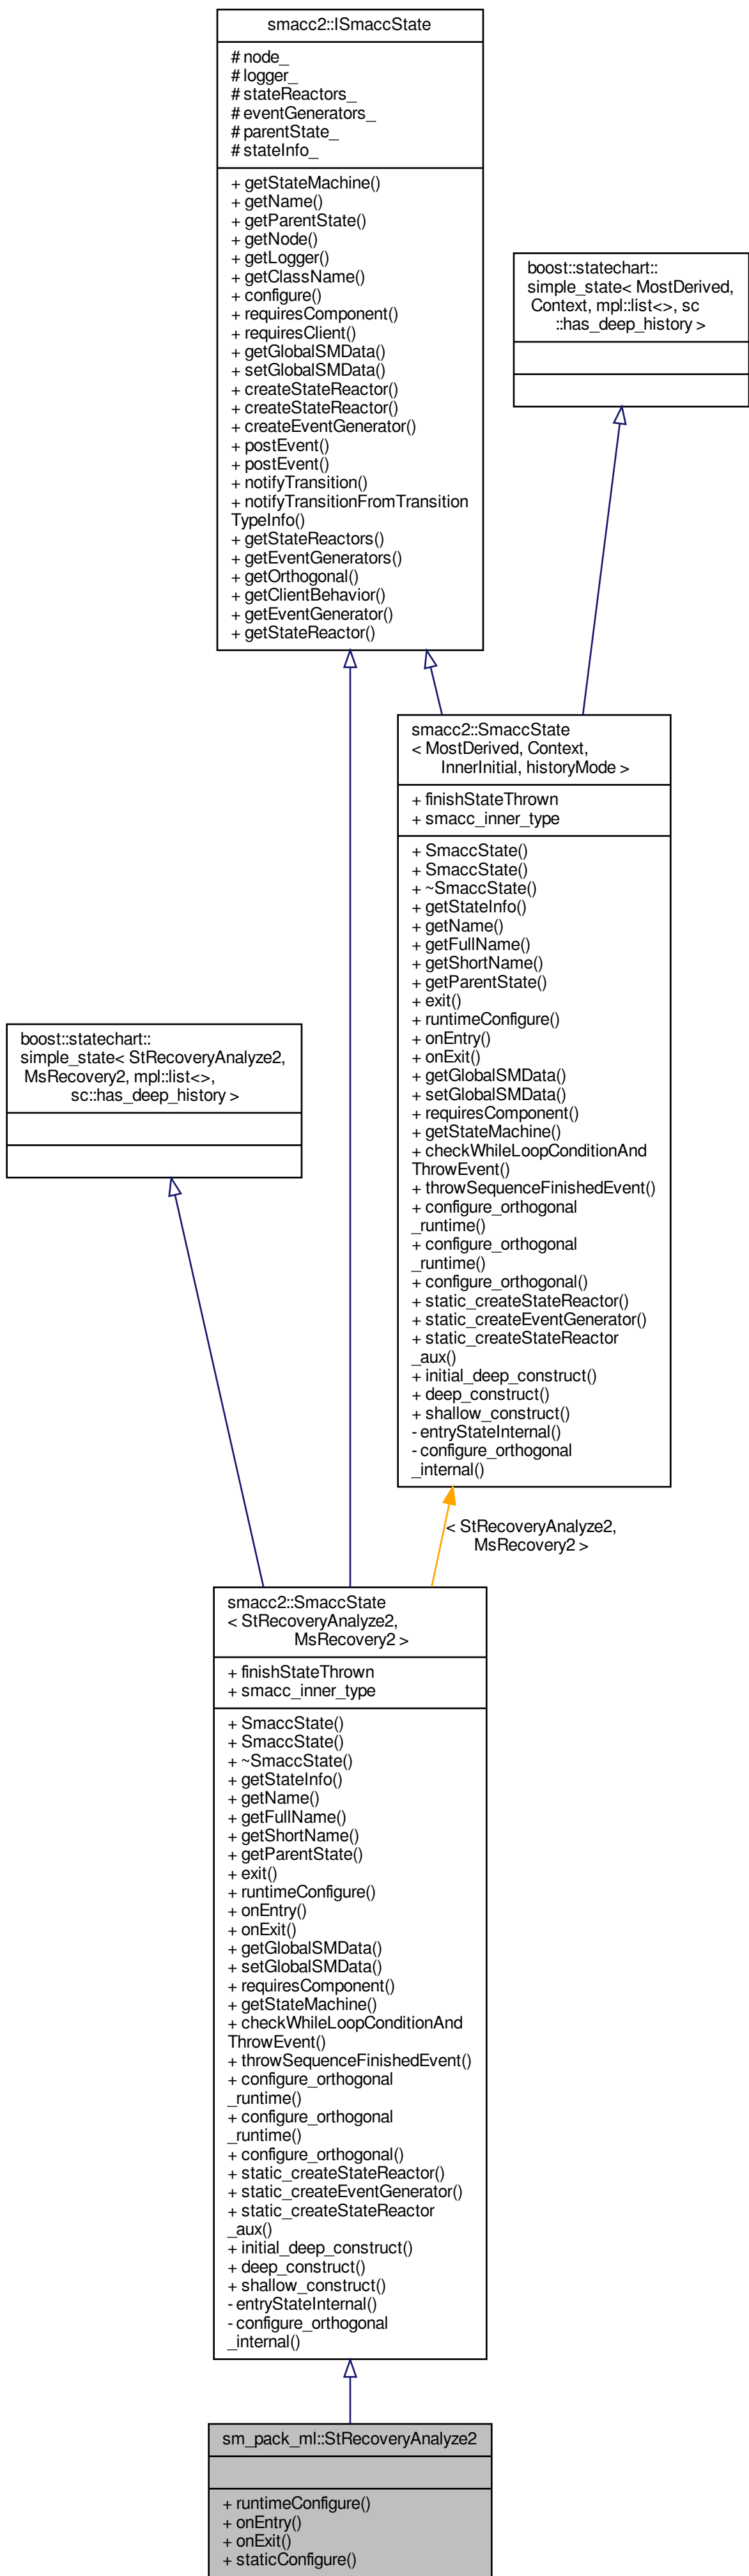 smacc2::ISmaccState
# node_
# logger_
# stateReactors_
# eventGenerators_
# parentState_
# stateInfo_
+ getStateMachine()
+ getName()
+ getParentState()
+ getNode()
+ getLogger()
+ getClassName()
+ configure()
+ requiresComponent()
+ requiresClient()
+ getGlobalSMData()
+ setGlobalSMData()
+ createStateReactor()
+ createStateReactor()
+ createEventGenerator()
+ postEvent()
+ postEvent()
+ notifyTransition()
+ notifyTransitionFromTransition
TypeInfo()
+ getStateReactors()
+ getEventGenerators()
+ getOrthogonal()
+ getClientBehavior()
+ getEventGenerator()
+ getStateReactor()
boost::statechart::
simple_state< MostDerived,
Context, mpl::list<>, sc
::has_deep_history >
smacc2::SmaccState
< MostDerived, Context,
InnerInitial, historyMode >
+ finishStateThrown
+ smacc_inner_type
+ SmaccState()
+ SmaccState()
+ ~SmaccState()
+ getStateInfo()
+ getName()
+ getFullName()
+ getShortName()
+ getParentState()
+ exit()
+ runtimeConfigure()
+ onEntry()
+ onExit()
+ getGlobalSMData()
+ setGlobalSMData()
+ requiresComponent()
+ getStateMachine()
+ checkWhileLoopConditionAnd
ThrowEvent()
+ throwSequenceFinishedEvent()
+ configure_orthogonal
_runtime()
+ configure_orthogonal
_runtime()
+ configure_orthogonal()
+ static_createStateReactor()
+ static_createEventGenerator()
+ static_createStateReactor
_aux()
+ initial_deep_construct()
+ deep_construct()
+ shallow_construct()
- entryStateInternal()
- configure_orthogonal
_internal()
boost::statechart::
simple_state< StRecoveryAnalyze2,
MsRecovery2, mpl::list<>,
sc::has_deep_history >
< StRecoveryAnalyze2,
MsRecovery2 >
smacc2::SmaccState
< StRecoveryAnalyze2,
MsRecovery2 >
+ finishStateThrown
+ smacc_inner_type
+ SmaccState()
+ SmaccState()
+ ~SmaccState()
+ getStateInfo()
+ getName()
+ getFullName()
+ getShortName()
+ getParentState()
+ exit()
+ runtimeConfigure()
+ onEntry()
+ onExit()
+ getGlobalSMData()
+ setGlobalSMData()
+ requiresComponent()
+ getStateMachine()
+ checkWhileLoopConditionAnd
ThrowEvent()
+ throwSequenceFinishedEvent()
+ configure_orthogonal
_runtime()
+ configure_orthogonal
_runtime()
+ configure_orthogonal()
+ static_createStateReactor()
+ static_createEventGenerator()
+ static_createStateReactor
_aux()
+ initial_deep_construct()
+ deep_construct()
+ shallow_construct()
- entryStateInternal()
- configure_orthogonal
_internal()
sm_pack_ml::StRecoveryAnalyze2
+ runtimeConfigure()
+ onEntry()
+ onExit()
+ staticConfigure()